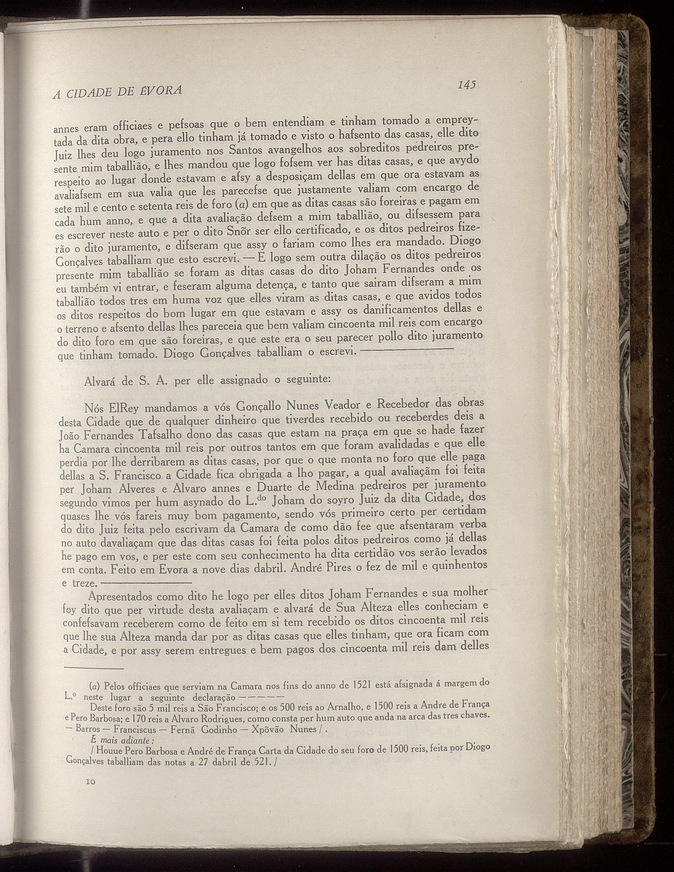 A CIDADE DE ÉVORA 145
annes eram officiaes e pefsoas que o bem entendiam e tinham tomado a emprey-
tada da dita obra, e pera ello tinham já tomado e visto o hafsento das casas, elle dito
Juiz lhes deu logo juramento nos Santos avangelhos aos sobreditos pedreiros pre-
sente mim taballião, e lhes mandou que logo fofsem ver has ditas casas, e que avydo
respeito ao lugar donde estavam e afsy a desposiçam dellas em que ora estavam as
avaliafsem em sua valia que les parecefse que justamente valiam com encargo de
sete mil e cento e setenta reis de foro (a) em que as ditas casas são foreiras e pagam em
cada hum anno, e que a dita avaliação defsem a mim taballião, ou difsessem para
es escrever neste auto e per o dito Snõr ser ello certificado, e os ditos pedreiros fize-
rão o dito juramento, e difseram que assy o fariam como lhes era mandado. Diogo
Gonçalves taballiam que esto escrevi. — E logo sem outra dilação os ditos pedreiros
presente mim taballião se foram as ditas casas do dito Joham Fernandes onde os
eu também vi entrar, e feseram alguma detença, e tanto que sairam difseram a mim
taballião todos tres em huma voz que elles viram as ditas casas, e que avidos todos
os ditos respeitos do bom lugar em que estavam e assy os danificamentos dellas e
o terreno e afsento dellas lhes pareceia que bem valiam cincoenta mil reis com encargo
do dito foro em que são foreiras, e que este era o seu parecer pollo dito juramento
que tinham tomado. Diogo Gonçalves taballiam o escrevi. —
Alvará de S. A. per elle assignado o seguinte:
Nós ElRey mandamos a vós Gonçallo Nunes Veador e Recebedor das obras
desta Cidade que de qualquer dinheiro que tiverdes recebido ou receberdes deis a
João Fernandes Tafsalho dono das casas que estam na praça em que se hade fazer
ha Camara cincoenta mil reis por outros tantos em que foram avalidadas e que elle
perdia por lhe derribarem as ditas casas, por que o que monta no foro que elle paga
dellas a S. Francisco a Cidade fica obrigada a lho pagar, a qual avaliaçãm foi feita
per Joham Alveres e Alvaro annes e Duarte de Medina pedreiros per juramento
segundo vimos per hum asynado do L.do Joham do soyro Juiz da dita Cidade, dos
quases lhe vós fareis muy bom pagamento, sendo vós primeiro certo per certidam
do dito Juiz feita pelo escrivam da Camara de como dão fee que afsentaram verba
no auto davaliaçam que das ditas casas foi feita polos ditos pedreiros como já dellas
he pago em vos, e per este com seu conhecimento ha dita certidão vos serão levados
em conta. Feito em Evora a nove dias dabril. André Pires o fez de mil e quinhentos
e treze. —
Apresentados como dito he logo per elles ditos Joham Fernandes e sua molher
foy dito que per virtude desta avaliaçam e alvará de Sua Alteza elles conheciam e
confefsavam receberem como de feito em si tem recebido os ditos cincoenta mil reis
que lhe sua Alteza manda dar por as ditas casas que elles tinham, que ora ficam com
a Cidade, e por assy serem entregues e bem pagos dos cincoenta mil reis dam delles
(a) Pelos officiaes que serviam na Camara nos fins do anno de 1521 está afsignada á margem do
L.º neste lugar a seguinte declaração — — — — —
Deste foro são 5 mil reis a São Francisco; e os 500 reis ao Arnalho, e 1500 reis a Andre de França
e Pero Barbosa; e 170 reis a Alvaro Rodrigues, como consta per hum auto que anda na arca das tres chaves.
— Barros — Franciscus — Fernã Godinho — Xpõvão Nunes / .
E mais adiante :
/ Houue Pero Barbosa e André de França Carta da Cidade do seu foro de 1500 reis, feita por Diogo
Gonçalves taballiam das notas a 27 dabril de 521. /
10